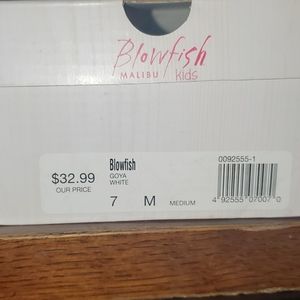 Blowfish
MALIBU kids
Blowfish
GOYA
WHITE
$32.99
OUR PRICE
7 M MEDIUM
0092555-1
4 92555 07007 0